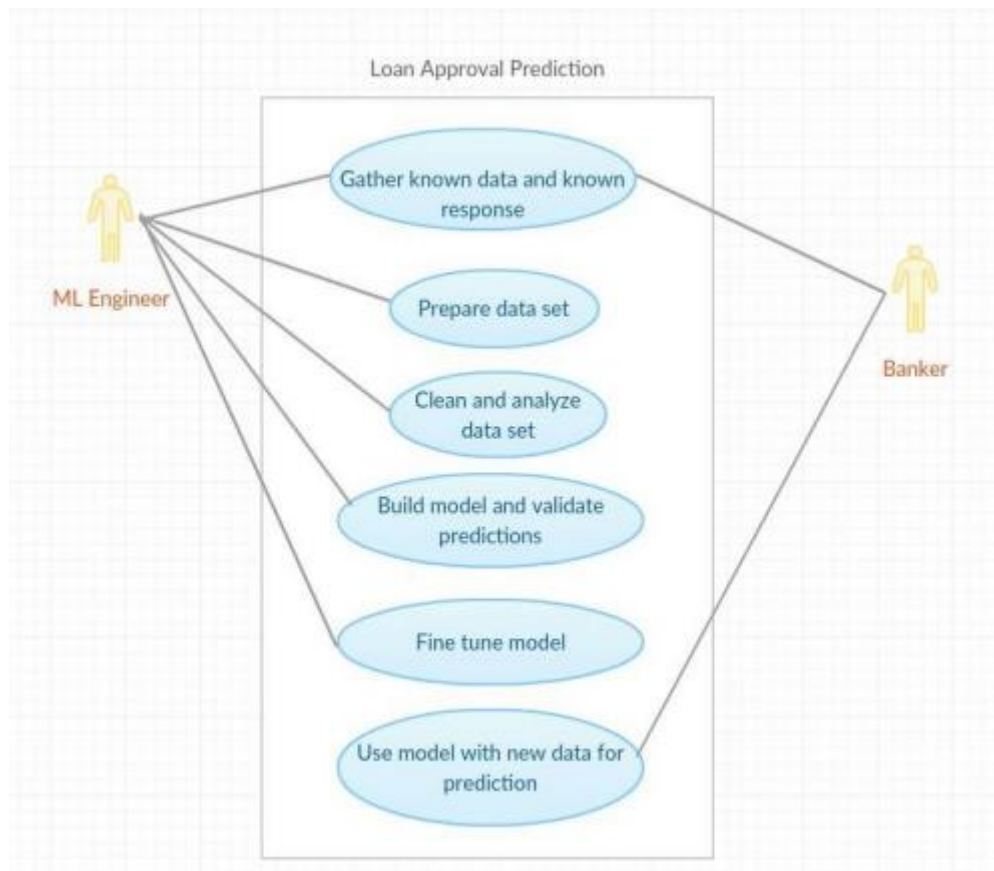 Loan Approval Prediction
Gather known data and known
response
ML Engineer
Prepare data set
Banker
Clean and analyze
data set
Build model and validate
predictions
Fine tune model
Use model with new data for
prediction